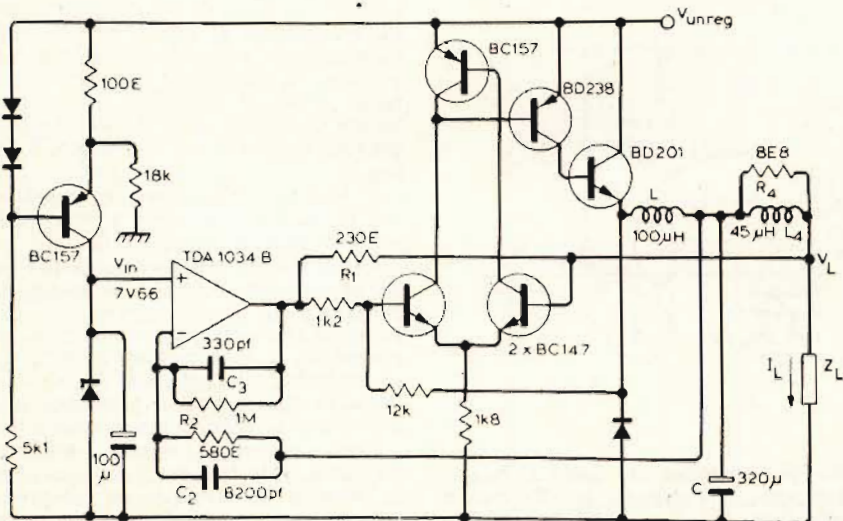 Vunreg
BC157
100E
BD238
BD201
8E8
R4
18k
L
100µH
45µH L4
BC157
230E
R1
TDA 1034 B
Vin
7V66
VL
1k2
330pf
C3
2 x BC147
IL
ZL
R2
1M
12k
1k8
580E
5k1
100
µ
C2
8200pf
C
320µ
+
-